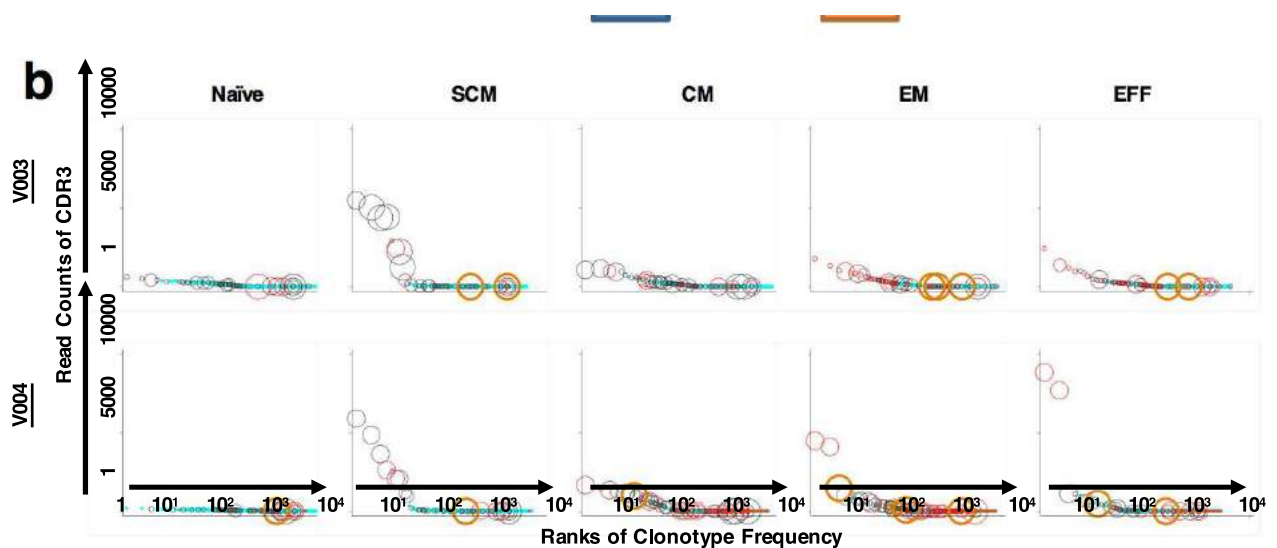 b
Naïve SCM CM EM EFF
V003
V004
Read Counts of CDR3
10000
5000
1
10000
5000
1
1 10¹ 10² 10³ 10⁴ 10¹ 10² 10³ 10⁴ 10¹ 10² 10³ 10⁴ 10¹ 10² 10³ 10⁴ 10¹ 10² 10³ 10⁴
Ranks of Clonotype Frequency